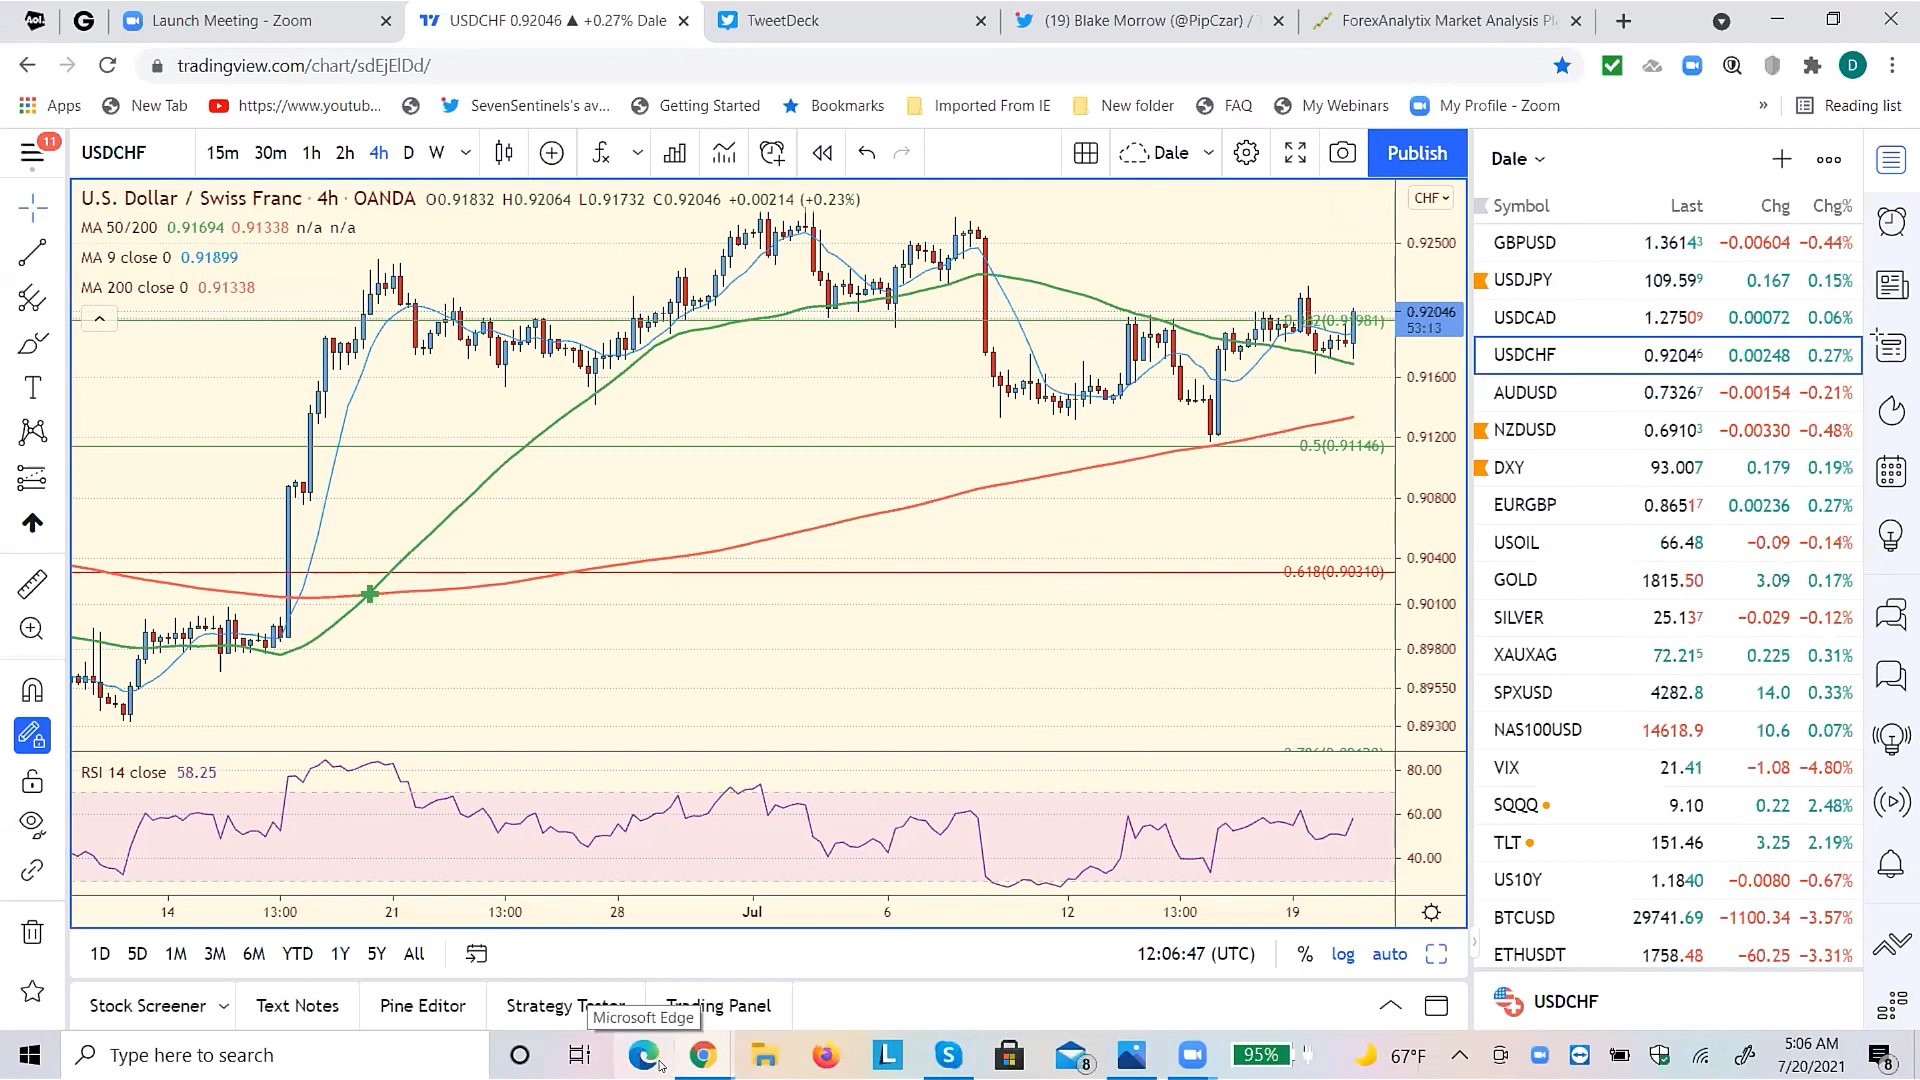 Launch Meeting - Zoom
USDCHF 0.92046 ▲ +0.27% Dale
TweetDeck
(19) Blake Morrow (@PipCzar) / T
ForexAnalytix Market Analysis Pl
tradingview.com/chart/sdEjElDd/
D
Apps
New Tab
https://www.youtub...
SevenSentinels's av...
Getting Started
Bookmarks
Imported From IE
New folder
FAQ
My Webinars
My Profile - Zoom
»
Reading list
11
USDCHF
15m 30m 1h 2h 4h D W
Dale
Publish
Dale
U.S. Dollar / Swiss Franc · 4h · OANDA O0.91832 H0.92064 L0.91732 C0.92046 +0.00214 (+0.23%)
CHF
MA 50/200 0.91694 0.91338 n/a n/a
MA 9 close 0 0.91899
MA 200 close 0 0.91338
0.92500
0.92046
53:13
0.91600
0.91200
0.90800
0.90400
0.90100
0.89800
0.89550
0.89300
0.5(0.91146)
0.618(0.90310)
RSI 14 close 58.25
80.00
60.00
40.00
14 13:00 21 13:00 28 Jul 6 12 13:00 19
1D 5D 1M 3M 6M YTD 1Y 5Y All
12:06:47 (UTC) % log auto
Stock Screener Text Notes Pine Editor Strategy Tester Trading Panel
Microsoft Edge
Symbol Last Chg Chg%
GBPUSD 1.36143 −0.00604 −0.44%
USDJPY 109.599 0.167 0.15%
USDCAD 1.27509 0.00072 0.06%
USDCHF 0.92046 0.00248 0.27%
AUDUSD 0.73267 −0.00154 −0.21%
NZDUSD 0.69103 −0.00330 −0.48%
DXY 93.007 0.179 0.19%
EURGBP 0.86517 0.00236 0.27%
USOIL 66.48 −0.09 −0.14%
GOLD 1815.50 3.09 0.17%
SILVER 25.137 −0.029 −0.12%
XAUXAG 72.215 0.225 0.31%
SPXUSD 4282.8 14.0 0.33%
NAS100USD 14618.9 10.6 0.07%
VIX 21.41 −1.08 −4.80%
SQQQ 9.10 0.22 2.48%
TLT 151.46 3.25 2.19%
US10Y 1.1840 −0.0080 −0.67%
BTCUSD 29741.69 −1100.34 −3.57%
ETHUSDT 1758.48 −60.25 −3.31%
USDCHF
Type here to search
8
95%
67°F
5:06 AM
7/20/2021
8